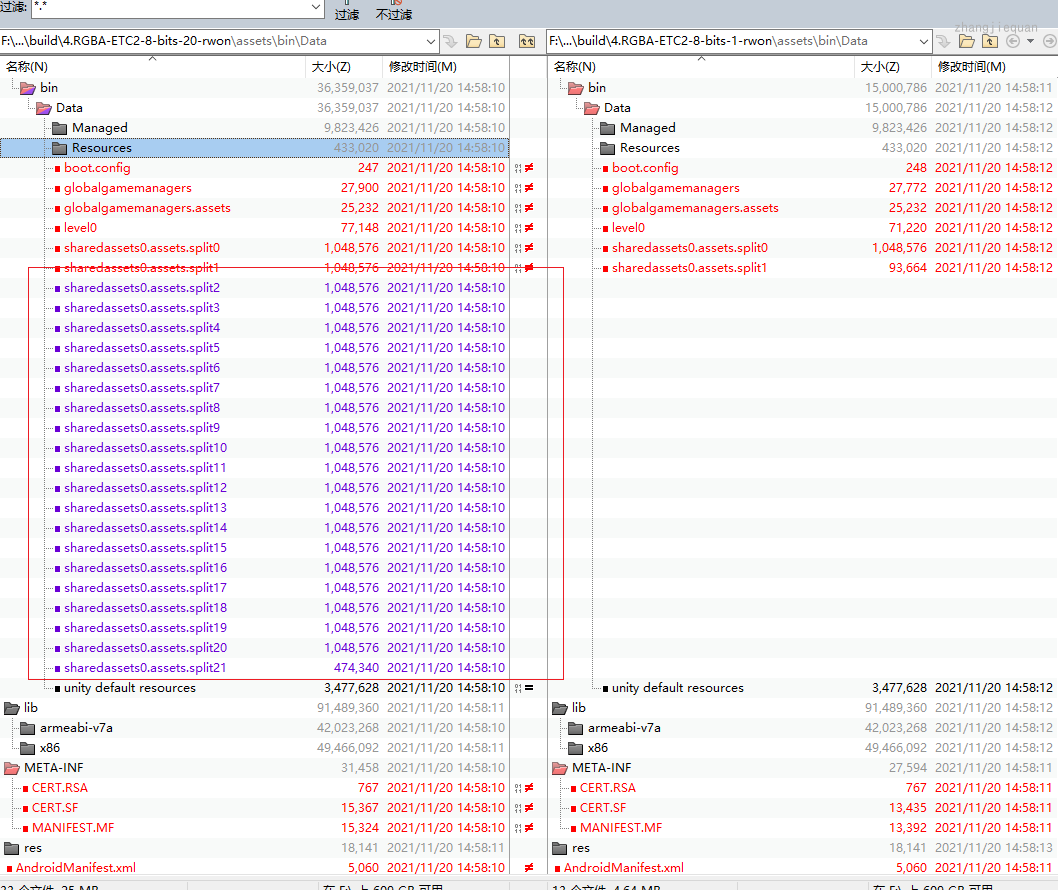 过滤: *.* 过滤 不过滤
zhangjiequan
F:\...\build\4.RGBA-ETC2-8-bits-20-rwon\assets\bin\Data F:\...\build\4.RGBA-ETC2-8-bits-1-rwon\assets\bin\Data
名称(N) 大小(Z) 修改时间(M) 名称(N) 大小(Z) 修改时间(M)
bin 36,359,037 2021/11/20 14:58:10 bin 15,000,786 2021/11/20 14:58:11
Data 36,359,037 2021/11/20 14:58:10 Data 15,000,786 2021/11/20 14:58:12
Managed 9,823,426 2021/11/20 14:58:10 Managed 9,823,426 2021/11/20 14:58:12
Resources 433,020 2021/11/20 14:58:10 Resources 433,020 2021/11/20 14:58:12
boot.config 247 2021/11/20 14:58:10 ≠ boot.config 248 2021/11/20 14:58:12
globalgamemanagers 27,900 2021/11/20 14:58:10 ≠ globalgamemanagers 27,772 2021/11/20 14:58:12
globalgamemanagers.assets 25,232 2021/11/20 14:58:10 ≠ globalgamemanagers.assets 25,232 2021/11/20 14:58:12
level0 77,148 2021/11/20 14:58:10 ≠ level0 71,220 2021/11/20 14:58:12
sharedassets0.assets.split0 1,048,576 2021/11/20 14:58:10 ≠ sharedassets0.assets.split0 1,048,576 2021/11/20 14:58:12
sharedassets0.assets.split1 1,048,576 2021/11/20 14:58:10 ≠ sharedassets0.assets.split1 93,664 2021/11/20 14:58:12
sharedassets0.assets.split2 1,048,576 2021/11/20 14:58:10
sharedassets0.assets.split3 1,048,576 2021/11/20 14:58:10
sharedassets0.assets.split4 1,048,576 2021/11/20 14:58:10
sharedassets0.assets.split5 1,048,576 2021/11/20 14:58:10
sharedassets0.assets.split6 1,048,576 2021/11/20 14:58:10
sharedassets0.assets.split7 1,048,576 2021/11/20 14:58:10
sharedassets0.assets.split8 1,048,576 2021/11/20 14:58:10
sharedassets0.assets.split9 1,048,576 2021/11/20 14:58:10
sharedassets0.assets.split10 1,048,576 2021/11/20 14:58:10
sharedassets0.assets.split11 1,048,576 2021/11/20 14:58:10
sharedassets0.assets.split12 1,048,576 2021/11/20 14:58:10
sharedassets0.assets.split13 1,048,576 2021/11/20 14:58:10
sharedassets0.assets.split14 1,048,576 2021/11/20 14:58:10
sharedassets0.assets.split15 1,048,576 2021/11/20 14:58:10
sharedassets0.assets.split16 1,048,576 2021/11/20 14:58:10
sharedassets0.assets.split17 1,048,576 2021/11/20 14:58:10
sharedassets0.assets.split18 1,048,576 2021/11/20 14:58:10
sharedassets0.assets.split19 1,048,576 2021/11/20 14:58:10
sharedassets0.assets.split20 1,048,576 2021/11/20 14:58:10
sharedassets0.assets.split21 474,340 2021/11/20 14:58:10
unity default resources 3,477,628 2021/11/20 14:58:10 = unity default resources 3,477,628 2021/11/20 14:58:12
lib 91,489,360 2021/11/20 14:58:11 lib 91,489,360 2021/11/20 14:58:12
armeabi-v7a 42,023,268 2021/11/20 14:58:10 armeabi-v7a 42,023,268 2021/11/20 14:58:12
x86 49,466,092 2021/11/20 14:58:11 x86 49,466,092 2021/11/20 14:58:12
META-INF 31,458 2021/11/20 14:58:10 META-INF 27,594 2021/11/20 14:58:11
CERT.RSA 767 2021/11/20 14:58:10 ≠ CERT.RSA 767 2021/11/20 14:58:11
CERT.SF 15,367 2021/11/20 14:58:10 ≠ CERT.SF 13,435 2021/11/20 14:58:11
MANIFEST.MF 15,324 2021/11/20 14:58:10 ≠ MANIFEST.MF 13,392 2021/11/20 14:58:11
res 18,141 2021/11/20 14:58:11 res 18,141 2021/11/20 14:58:13
AndroidManifest.xml 5,060 2021/11/20 14:58:10 ≠ AndroidManifest.xml 5,060 2021/11/20 14:58:11